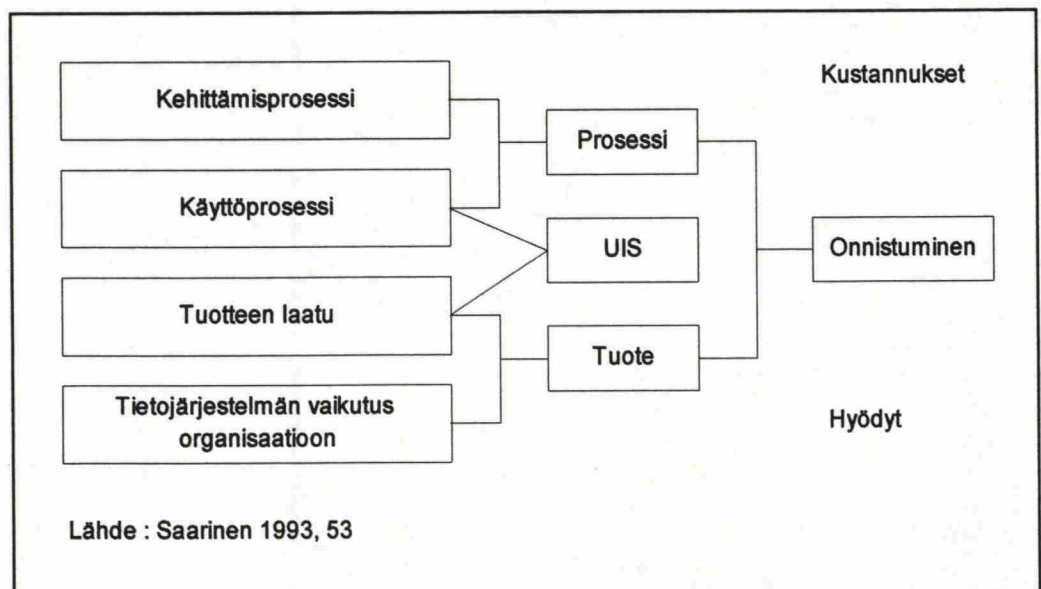 Kustannukset
Kehittämisprosessi
Prosessi
Käyttöprosessi
UIS
Onnistuminen
Tuotteen laatu
Tuote
Tietojärjestelmän vaikutus
organisaatioon
Hyödyt
Lähde : Saarinen 1993, 53